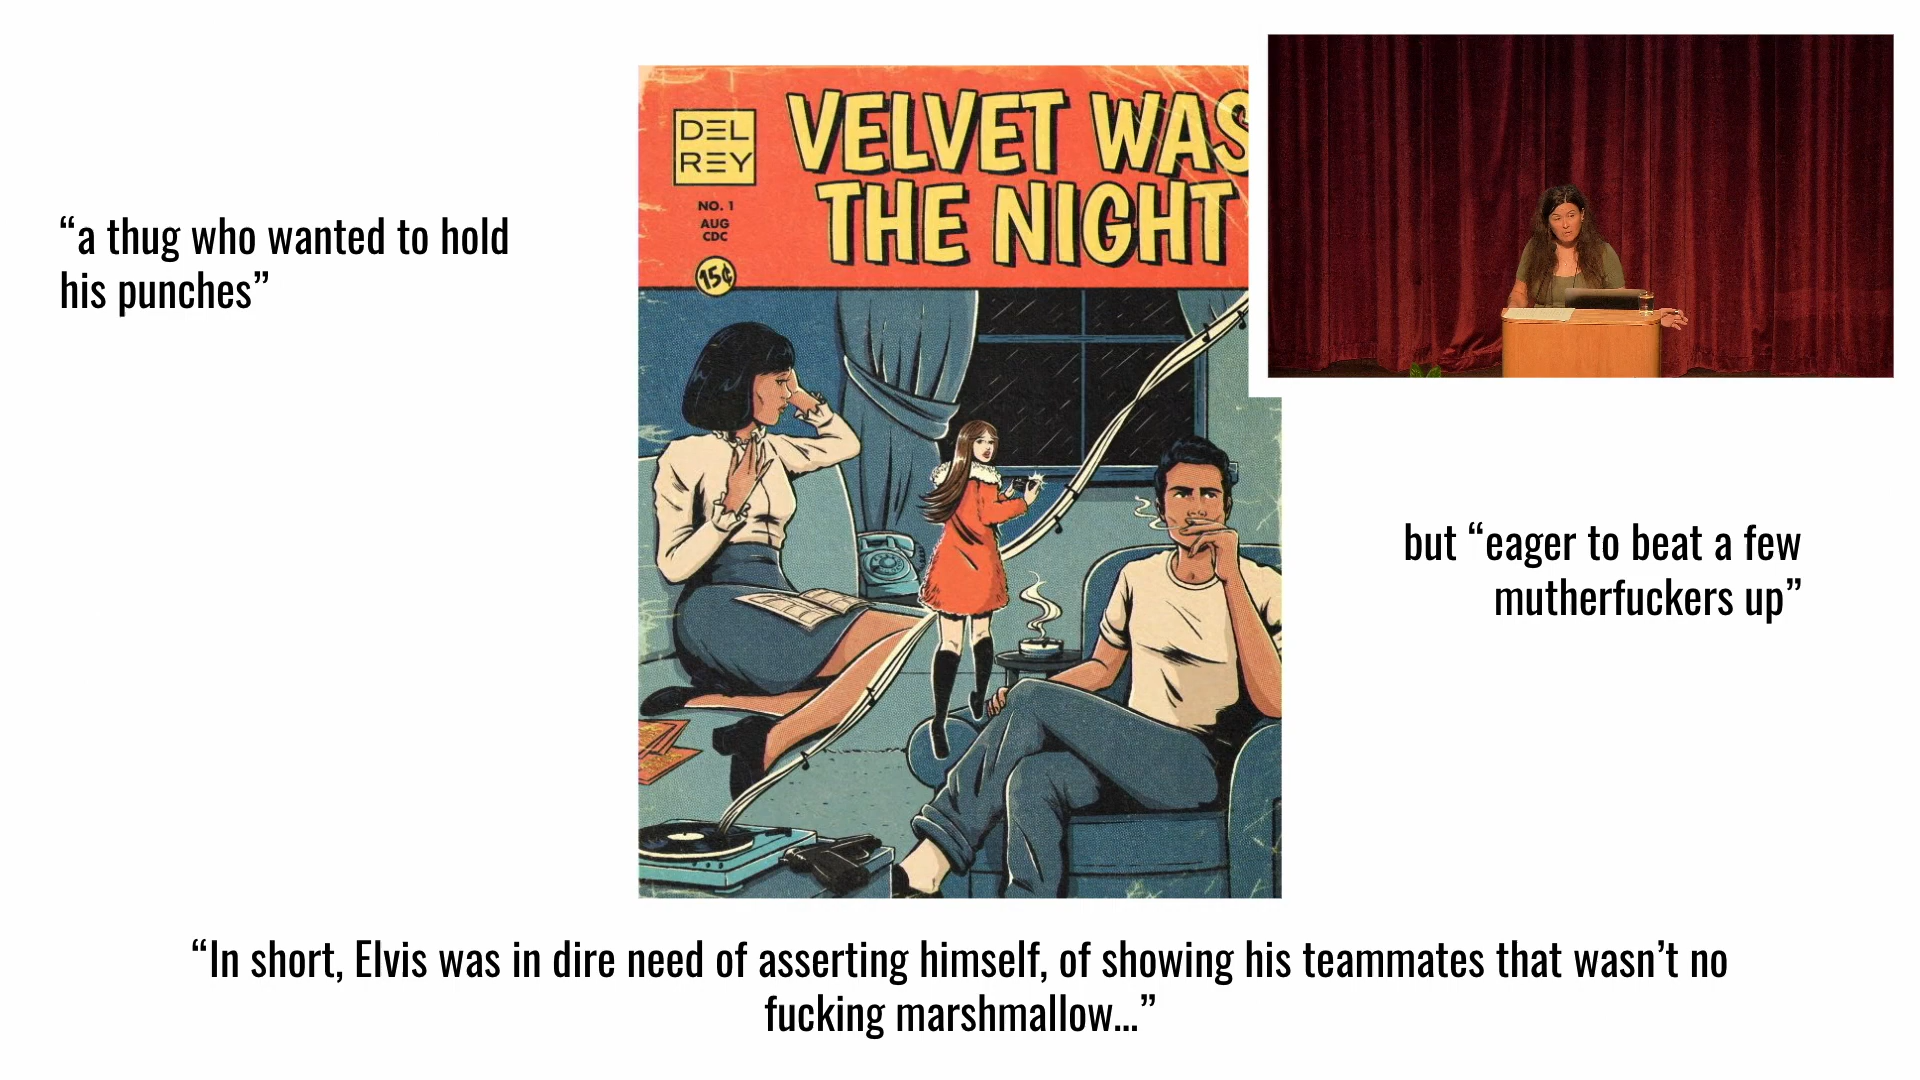 VELVET WAS
THE NIGHT
DEL
REY
NO. 1
AUG
CDC
15¢
“a thug who wanted to hold
his punches”
but “eager to beat a few
mutherfuckers up”
“In short, Elvis was in dire need of asserting himself, of showing his teammates that wasn’t no
fucking marshmallow...”